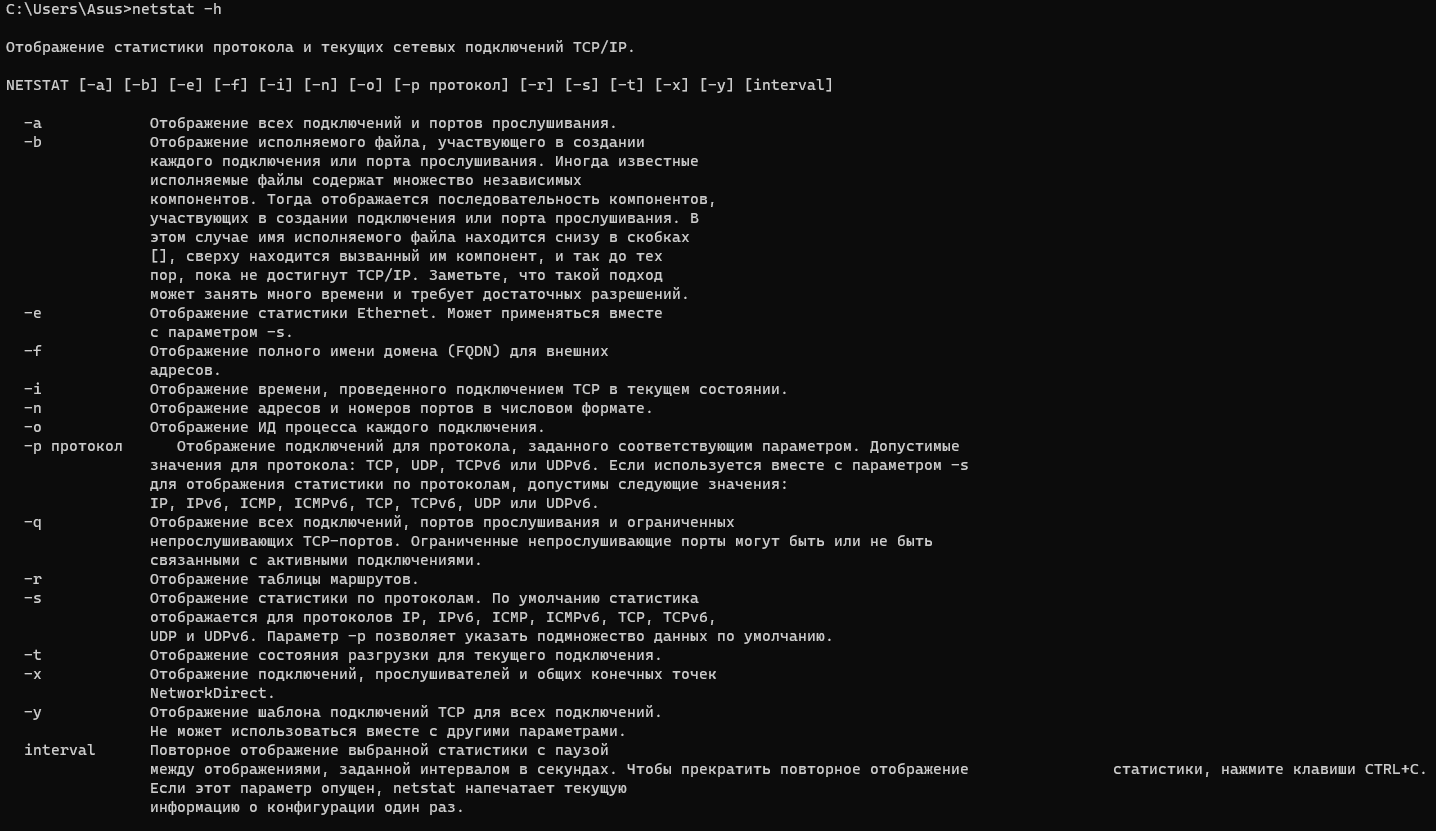 C:\Users\Asus>netstat -h
Отображение статистики протокола и текущих сетевых подключений TCP/IP.
NETSTAT [-a] [-b] [-e] [-f] [-i] [-n] [-o] [-p протокол] [-r] [-s] [-t] [-x] [-y] [interval]
-a Отображение всех подключений и портов прослушивания.
-b Отображение исполняемого файла, участвующего в создании
каждого подключения или порта прослушивания. Иногда известные
исполняемые файлы содержат множество независимых
компонентов. Тогда отображается последовательность компонентов,
участвующих в создании подключения или порта прослушивания. В
этом случае имя исполняемого файла находится снизу в скобках
[], сверху находится вызванный им компонент, и так до тех
пор, пока не достигнут TCP/IP. Заметьте, что такой подход
может занять много времени и требует достаточных разрешений.
-e Отображение статистики Ethernet. Может применяться вместе
с параметром -s.
-f Отображение полного имени домена (FQDN) для внешних
адресов.
-i Отображение времени, проведенного подключением TCP в текущем состоянии.
-n Отображение адресов и номеров портов в числовом формате.
-o Отображение ИД процесса каждого подключения.
-p протокол Отображение подключений для протокола, заданного соответствующим параметром. Допустимые
значения для протокола: TCP, UDP, TCPv6 или UDPv6. Если используется вместе с параметром -s
для отображения статистики по протоколам, допустимы следующие значения:
IP, IPv6, ICMP, ICMPv6, TCP, TCPv6, UDP или UDPv6.
-q Отображение всех подключений, портов прослушивания и ограниченных
непрослушивающих TCP-портов. Ограниченные непрослушивающие порты могут быть или не быть
связанными с активными подключениями.
-r Отображение таблицы маршрутов.
-s Отображение статистики по протоколам. По умолчанию статистика
отображается для протоколов IP, IPv6, ICMP, ICMPv6, TCP, TCPv6,
UDP и UDPv6. Параметр -p позволяет указать подмножество данных по умолчанию.
-t Отображение состояния разгрузки для текущего подключения.
-x Отображение подключений, прослушивателей и общих конечных точек
NetworkDirect.
-y Отображение шаблона подключений TCP для всех подключений.
Не может использоваться вместе с другими параметрами.
interval Повторное отображение выбранной статистики с паузой
между отображениями, заданной интервалом в секундах. Чтобы прекратить повторное отображение статистики, нажмите клавиши CTRL+C.
Если этот параметр опущен, netstat напечатает текущую
информацию о конфигурации один раз.